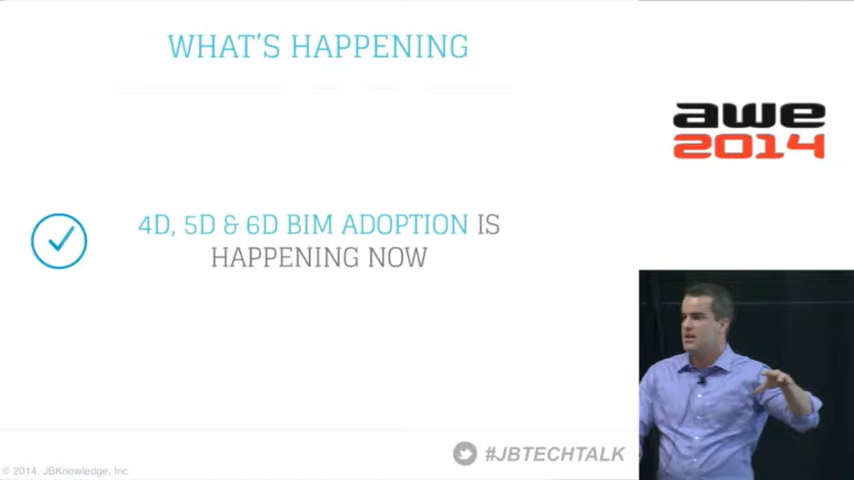 WHAT'S HAPPENING
awe
2014
4D, 5D & 6D BIM ADOPTION IS
HAPPENING NOW
#JBTECHTALK
© 2014, JBKnowledge, Inc